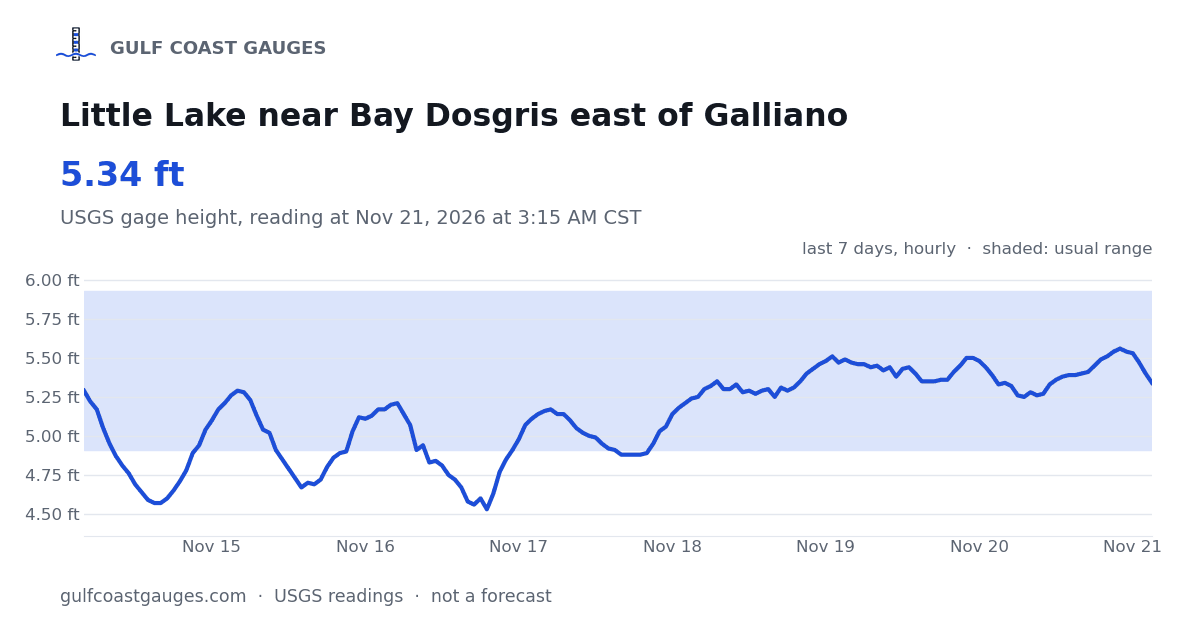 GULF COAST GAUGES
Little Lake near Bay Dosgris east of Galliano
5.34 ft
USGS gage height, reading at Nov 21, 2026 at 3:15 AM CST
last 7 days, hourly · shaded: usual range
6.00 ft
5.75 ft
5.50 ft
5.25 ft
5.00 ft
4.75 ft
4.50 ft
Nov 15 Nov 16 Nov 17 Nov 18 Nov 19 Nov 20 Nov 21
gulfcoastgauges.com · USGS readings · not a forecast